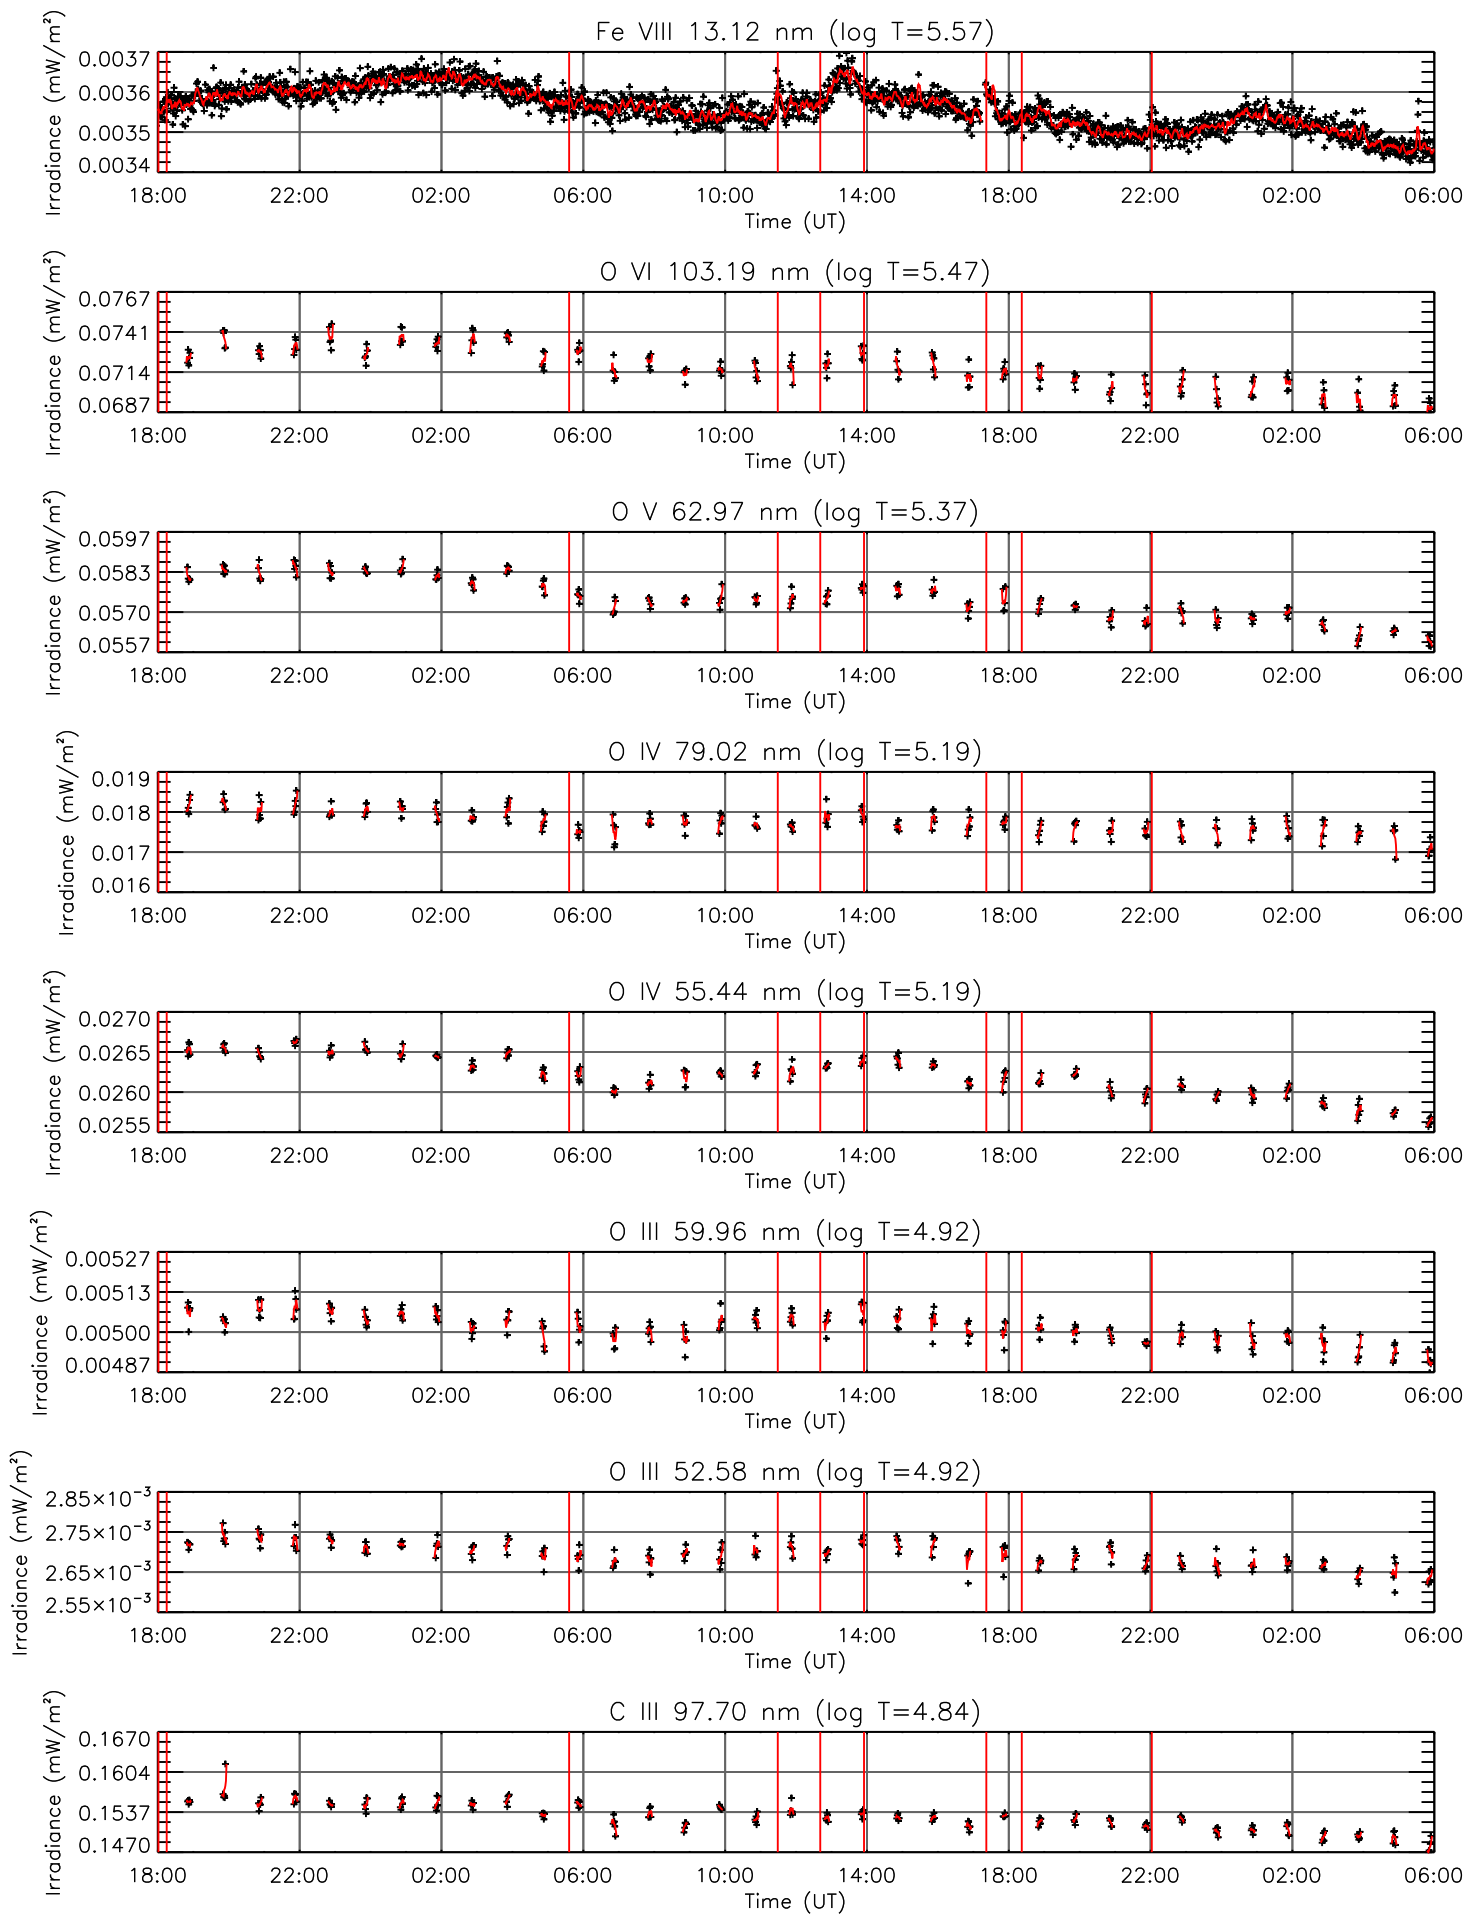 Fe VIII 13.12 nm (log T=5.57)
Irradiance (mW/m²)
0.0037
0.0036
0.0035
0.0034
18:00 22:00 02:00 06:00 10:00 14:00 18:00 22:00 02:00 06:00
Time (UT)
O VI 103.19 nm (log T=5.47)
Irradiance (mW/m²)
0.0767
0.0741
0.0714
0.0687
18:00 22:00 02:00 06:00 10:00 14:00 18:00 22:00 02:00 06:00
Time (UT)
O V 62.97 nm (log T=5.37)
Irradiance (mW/m²)
0.0597
0.0583
0.0570
0.0557
18:00 22:00 02:00 06:00 10:00 14:00 18:00 22:00 02:00 06:00
Time (UT)
O IV 79.02 nm (log T=5.19)
Irradiance (mW/m²)
0.019
0.018
0.017
0.016
18:00 22:00 02:00 06:00 10:00 14:00 18:00 22:00 02:00 06:00
Time (UT)
O IV 55.44 nm (log T=5.19)
Irradiance (mW/m²)
0.0270
0.0265
0.0260
0.0255
18:00 22:00 02:00 06:00 10:00 14:00 18:00 22:00 02:00 06:00
Time (UT)
O III 59.96 nm (log T=4.92)
Irradiance (mW/m²)
0.00527
0.00513
0.00500
0.00487
18:00 22:00 02:00 06:00 10:00 14:00 18:00 22:00 02:00 06:00
Time (UT)
O III 52.58 nm (log T=4.92)
Irradiance (mW/m²)
2.85×10⁻³
2.75×10⁻³
2.65×10⁻³
2.55×10⁻³
18:00 22:00 02:00 06:00 10:00 14:00 18:00 22:00 02:00 06:00
Time (UT)
C III 97.70 nm (log T=4.84)
Irradiance (mW/m²)
0.1670
0.1604
0.1537
0.1470
18:00 22:00 02:00 06:00 10:00 14:00 18:00 22:00 02:00 06:00
Time (UT)